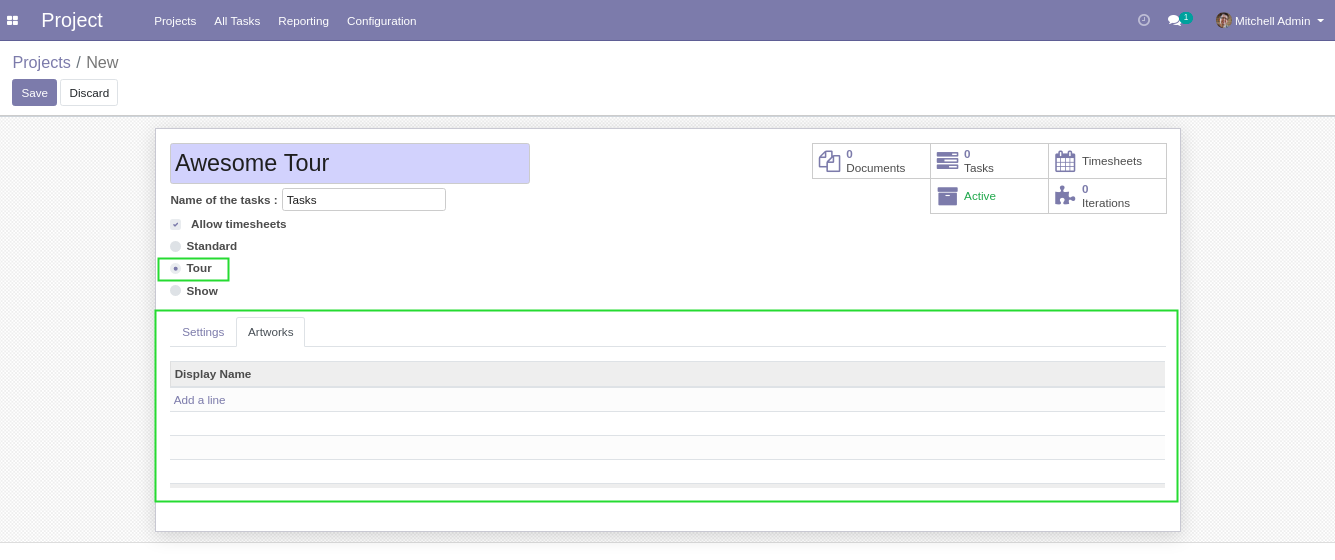 Project Projects All Tasks Reporting Configuration 1 Mitchell Admin
Projects / New
Save Discard
Awesome Tour
0 Documents
0 Tasks
Timesheets
Active
0 Iterations
Name of the tasks : Tasks
Allow timesheets
Standard
Tour
Show
Settings Artworks
Display Name
Add a line